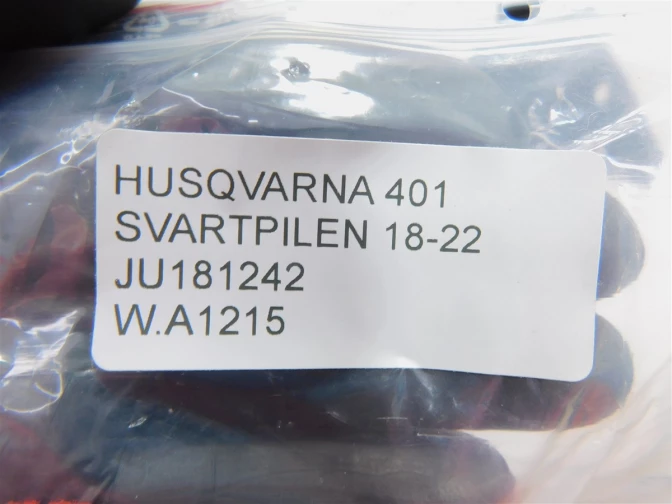 HUSQVARNA 401
SVARTPILEN 18-22
JU181242
W.A1215